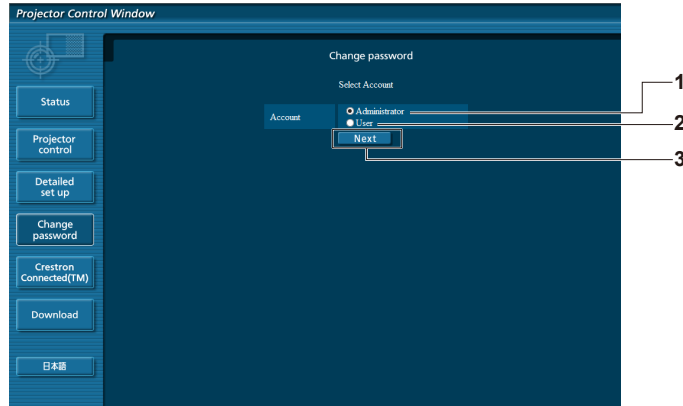 Projector Control Window
Change password
Select Account
Account
Administrator
User
Next
1
2
3
Status
Projector
control
Detailed
set up
Change
password
Crestron
Connected(TM)
Download
日本語